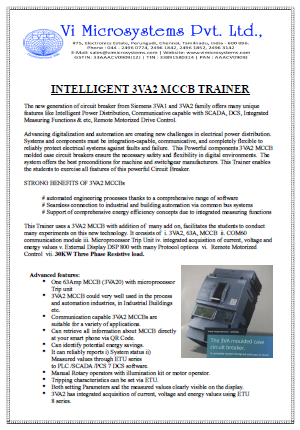 Vi Microsystems Pvt. Ltd.,
#75, Electronics Estate, Perungudi, Chennai, Tamilnadu, India - 600 096.
Phone : 044 - 2496 0774, 2496 1842, 2496 1852, 2496 3142
E-Mail: sales@vimicrosystems.com | Website : www.vimicrosystems.com
INTELLIGENT 3VA2 MCCB TRAINER
The new generation of circuit breaker from Siemens 3VA1 and 3VA2 family offers many unique
features like Intelligent Power Distribution, Communicative capable with SCADA, DCS, Integrated
Measuring Functions & etc, Remote Motorized Drive Control.
Advancing digitalization and automation are creating new challenges in electrical power distribution.
Systems and components must be integration-capable, communicative, and completely flexible to
reliably protect electrical systems against faults and failure. This Powerful components 3VA2 MCCB
molded case circuit breakers ensure the necessary safety and flexibility in digital environments. The
system offers the best preconditions for machine and switchgear manufacturers. This Trainer enables
the students to exercise all features of this powerful Circuit Breaker.
STRONG BENEFITS OF 3VA2 MCCBs
# automated engineering processes thanks to a comprehensive range of software
# Seamless connection to industrial and building automation via common bus systems
# Support of comprehensive energy efficiency concepts due to integrated measuring functions
This Trainer uses a 3VA2 MCCB with addition of many add on, facilitate the students to conduct
many experiments on this new technology. It consists of i. 3VA2, 63A, MCCB ii. COM60
communication module iii. Microprocessor Trip Unit iv. integrated acquisition of current, voltage and
energy values v. External Display DSP 800 with many Protocol options vi. Remote Motorized
Control vii. 30KW Three Phase Resistive load.
Advanced features:
• One 63Amp MCCB (3VA20) with microprocessor
Trip unit
• 3VA2 MCCB could very well used in the process
and automation industries, in Industrial Buildings
etc.
• Communication capable 3VA2 MCCBs are
suitable for a variety of applications.
• Can retrieve all information about MCCB directly
at your smart phone via QR Code.
• Can identify potential energy savings.
• It can reliably reports i) System status ii)
Measured values through ETU series
to PLC /SCADA /PCS 7 DCS software.
• Manual Rotary operators with illumination kit or motor operator.
• Tripping characteristics can be set via ETU.
• Both setting Parameters and the measured values clearly visible on the display.
• 3VA2 has integrated acquisition of current, voltage and energy values using ETU
8 series.
The 3VA molded case
circuit breaker.